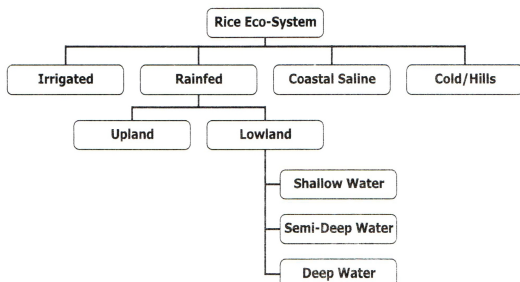 Rice Eco-System
Irrigated
Rainfed
Coastal Saline
Cold/Hills
Upland
Lowland
Shallow Water
Semi-Deep Water
Deep Water